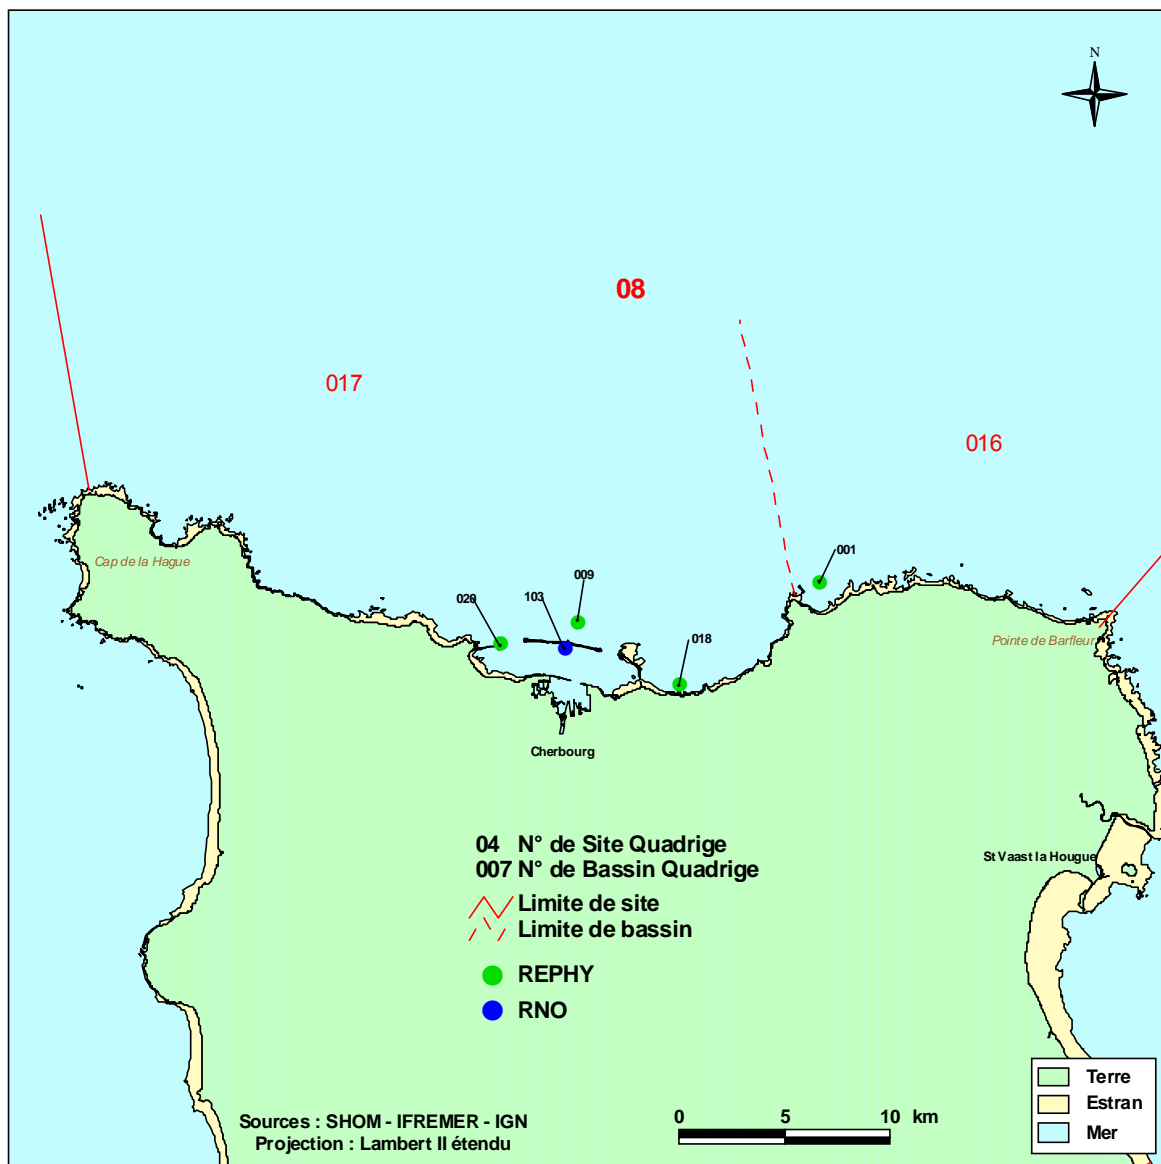 N
08
017
016
001
Cap de la Hague
009
020
103
018
Pointe de Barfleur
Cherbourg
04 N° de Site Quadrige
007 N° de Bassin Quadrige
St Vaast la Hougue
Limite de site
Limite de bassin
REPHY
RNO
Terre
Estran
Mer
Sources : SHOM - IFREMER - IGN
Projection : Lambert II étendu
0 5 10 km